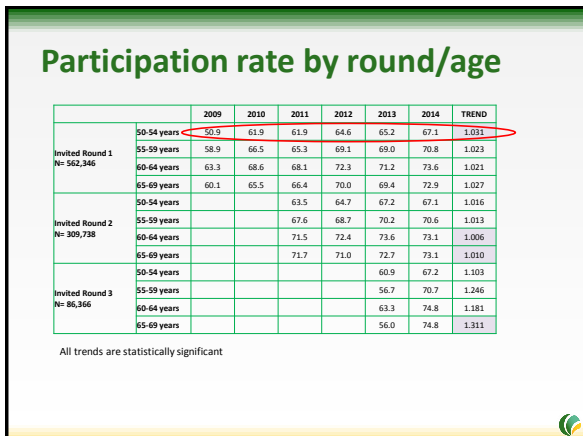 Participation rate by round/age
2009 2010 2011 2012 2013 2014 TREND
Invited Round 1
N= 562,346
50-54 years 50.9 61.9 61.9 64.6 65.2 67.1 1.031
55-59 years 58.9 66.5 65.3 69.1 69.0 70.8 1.023
60-64 years 63.3 68.6 68.1 72.3 71.2 73.6 1.021
65-69 years 60.1 65.5 66.4 70.0 69.4 72.9 1.027
Invited Round 2
N= 309,738
50-54 years 63.5 64.7 67.2 67.1 1.016
55-59 years 67.6 68.7 70.2 70.6 1.013
60-64 years 71.5 72.4 73.6 73.1 1.006
65-69 years 71.7 71.0 72.7 73.1 1.010
Invited Round 3
N= 86,366
50-54 years 60.9 67.2 1.103
55-59 years 56.7 70.7 1.246
60-64 years 63.3 74.8 1.181
65-69 years 56.0 74.8 1.311
All trends are statistically significant